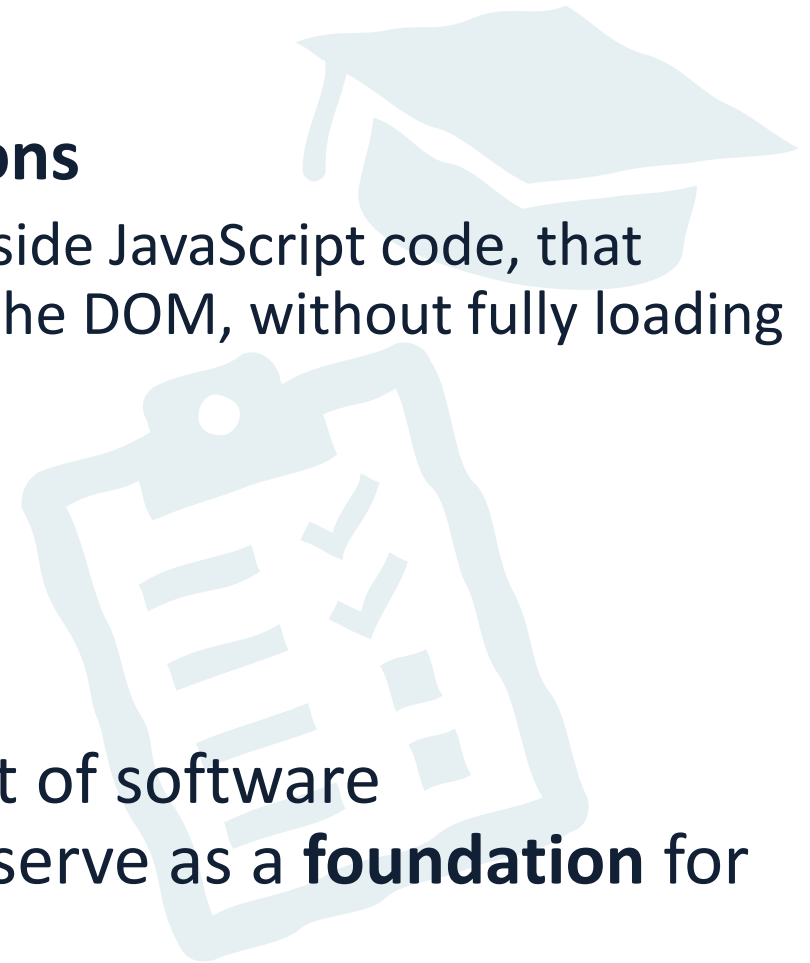 ons
side JavaScript code, that
he DOM, without fully loading
t of software
serve as a foundation for